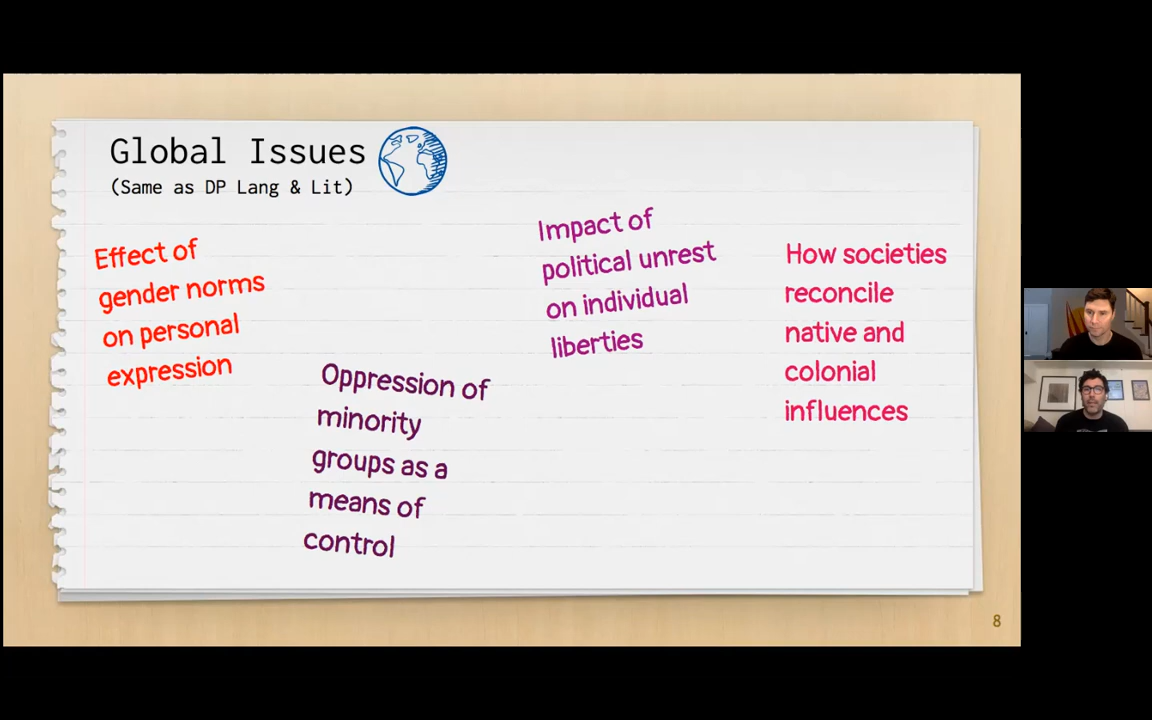 Global Issues
(Same as DP Lang & Lit)
Effect of
gender norms
on personal
expression
Oppression of
minority
groups as a
means of
control
Impact of
political unrest
on individual
liberties
How societies
reconcile
native and
colonial
influences
8